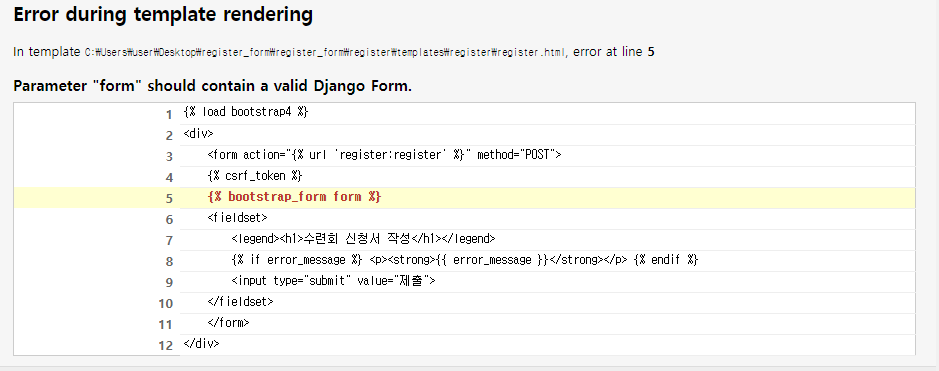 Error during template rendering
In template C:₩Users₩user₩Desktop₩register_form₩register_form₩register₩templates₩register₩register.html, error at line 5
Parameter "form" should contain a valid Django Form.
1 {% load bootstrap4 %}
2 <div>
3 <form action="{% url 'register:register' %}" method="POST">
4 {% csrf_token %}
5 {% bootstrap_form form %}
6 <fieldset>
7 <legend><h1>수련회 신청서 작성</h1></legend>
8 {% if error_message %} <p><strong>{{ error_message }}</strong></p> {% endif %}
9 <input type="submit" value="제출">
10 </fieldset>
11 </form>
12 </div>